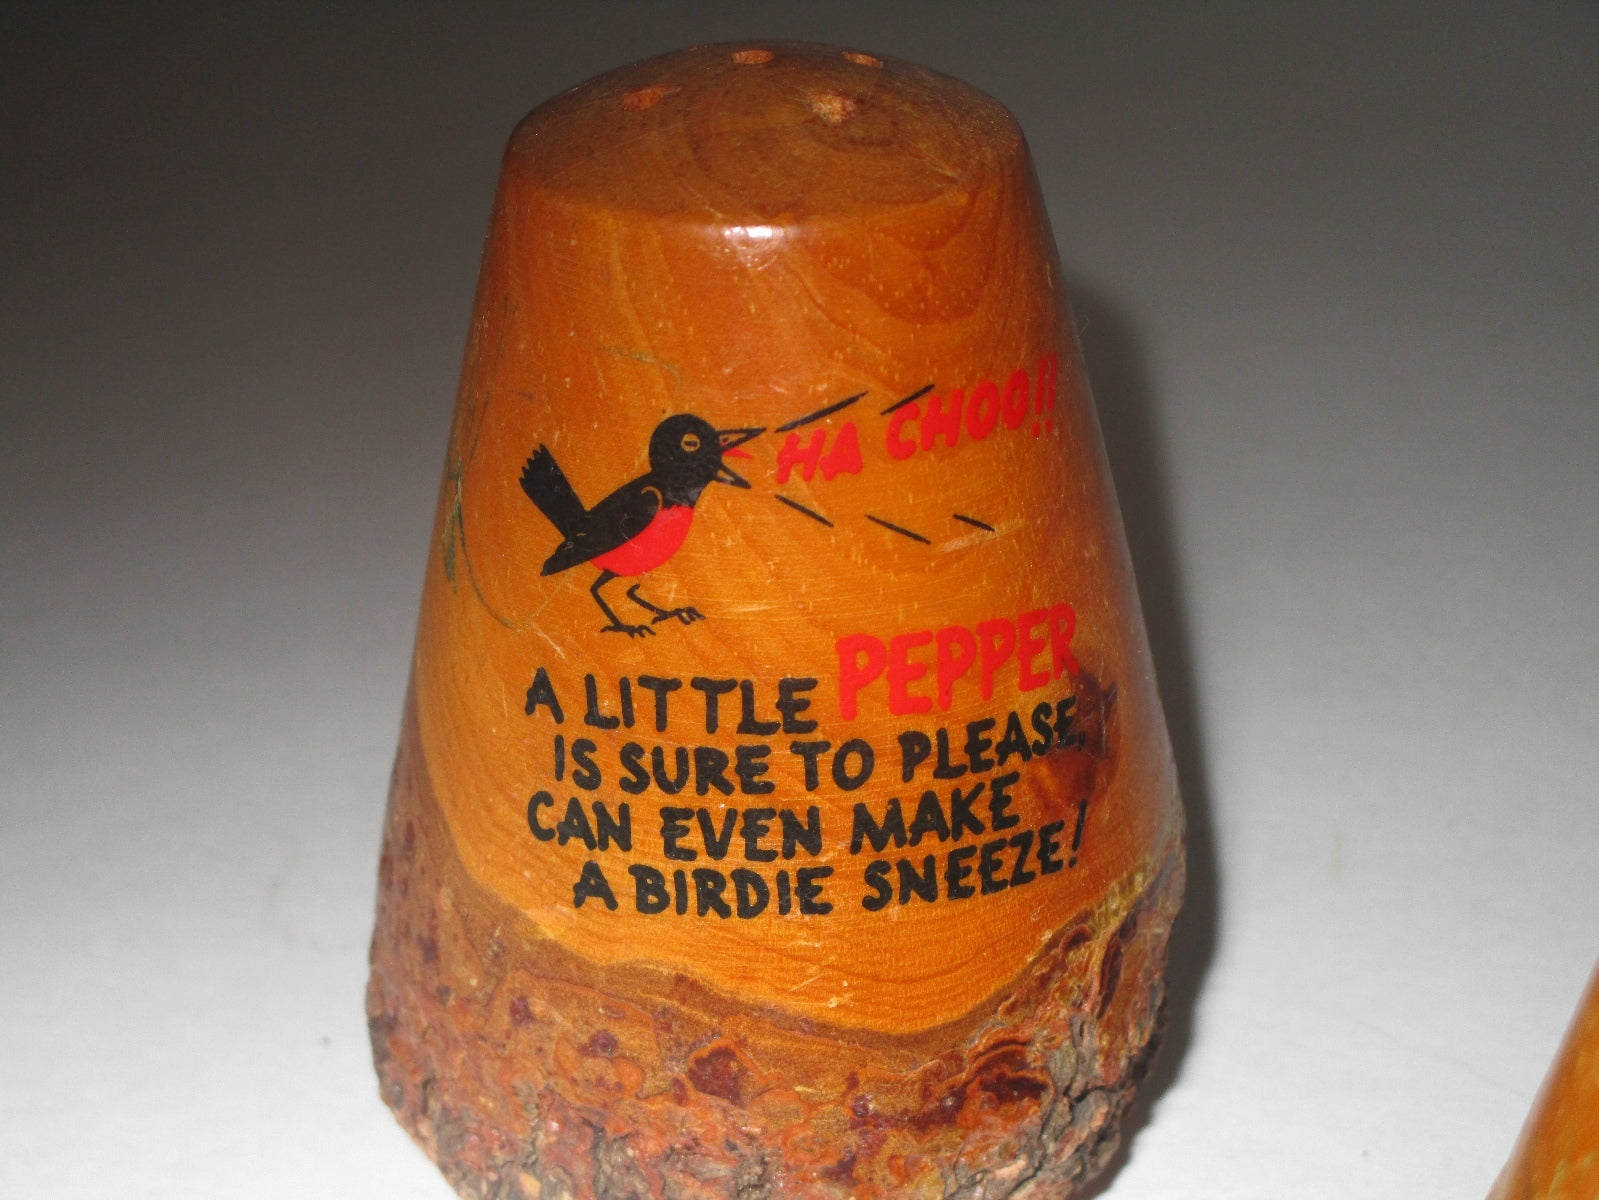 HA CHOO!!
A LITTLE PEPPER
IS SURE TO PLEASE,
CAN EVEN MAKE
A BIRDIE SNEEZE!